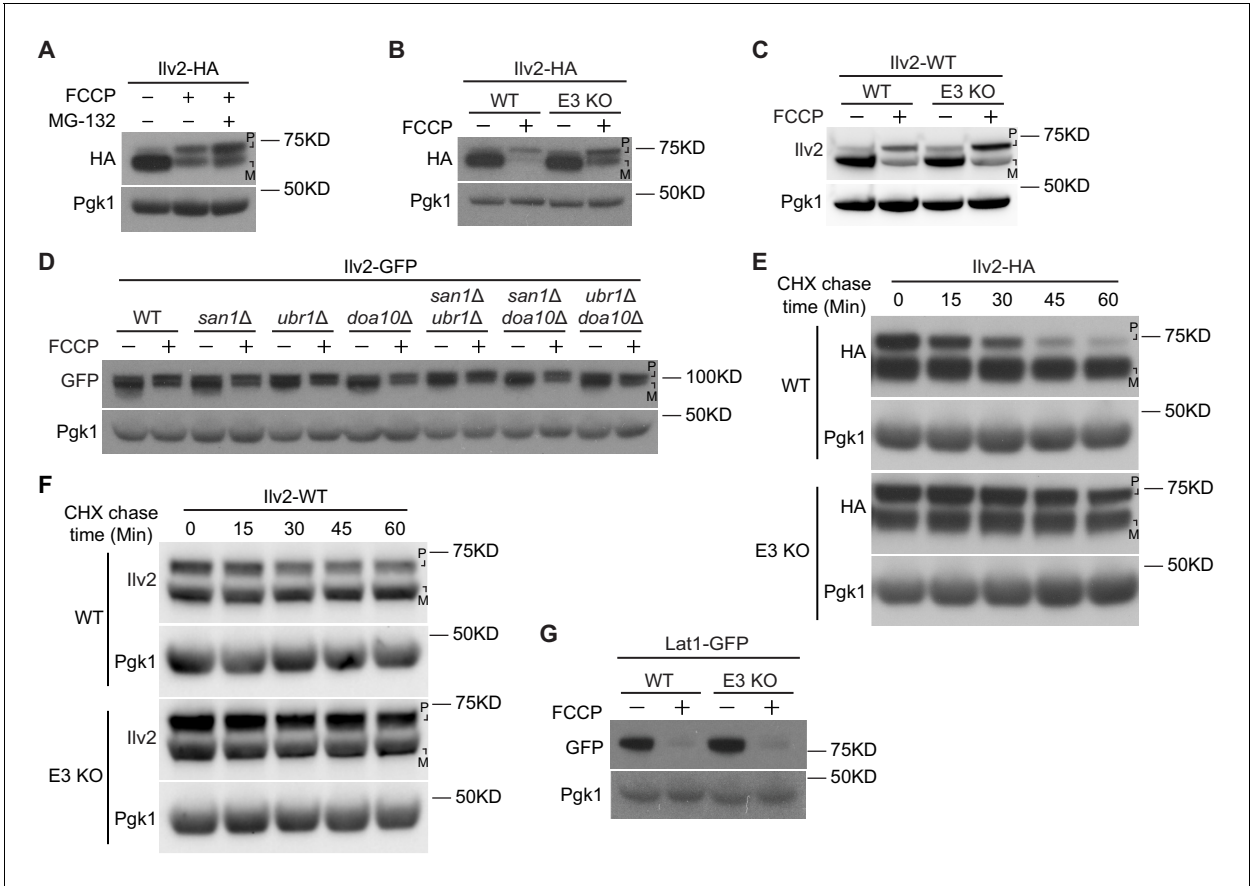 A
Ilv2-HA
FCCP – + +
MG-132 – – +
HA
P
M
75KD
50KD
Pgk1
B
Ilv2-HA
WT E3 KO
FCCP – + – +
HA
P
M
75KD
50KD
Pgk1
C
Ilv2-WT
WT E3 KO
FCCP – + – +
Ilv2
P
M
75KD
50KD
Pgk1
D
Ilv2-GFP
WT san1Δ ubr1Δ doa10Δ san1Δ ubr1Δ san1Δ doa10Δ ubr1Δ doa10Δ
FCCP – + – + – + – + – + – + – +
GFP
P
M
100KD
50KD
Pgk1
E
Ilv2-HA
CHX chase
time (Min) 0 15 30 45 60
WT
HA
P
M
75KD
50KD
Pgk1
E3 KO
HA
P
M
75KD
50KD
Pgk1
F
Ilv2-WT
CHX chase
time (Min) 0 15 30 45 60
WT
Ilv2
P
M
75KD
50KD
Pgk1
E3 KO
Ilv2
P
M
75KD
50KD
Pgk1
G
Lat1-GFP
WT E3 KO
FCCP – + – +
GFP
75KD
50KD
Pgk1